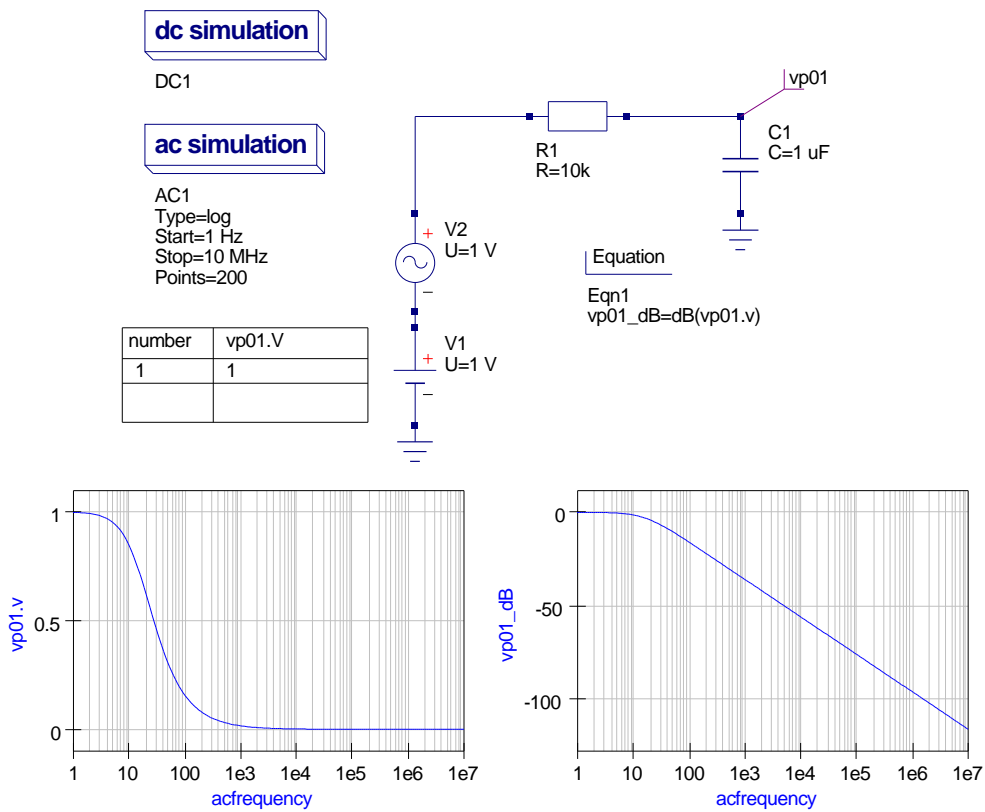 dc simulation
DC1
ac simulation
AC1
Type=log
Start=1 Hz
Stop=10 MHz
Points=200
number vp01.V
1 1
vp01
R1
R=10k
C1
C=1 uF
+
V2
U=1 V
–
+
V1
U=1 V
–
Equation
Eqn1
vp01_dB=dB(vp01.v)
vp01.v
1
0.5
0
1 10 100 1e3 1e4 1e5 1e6 1e7
acfrequency
vp01_dB
0
-50
-100
1 10 100 1e3 1e4 1e5 1e6 1e7
acfrequency